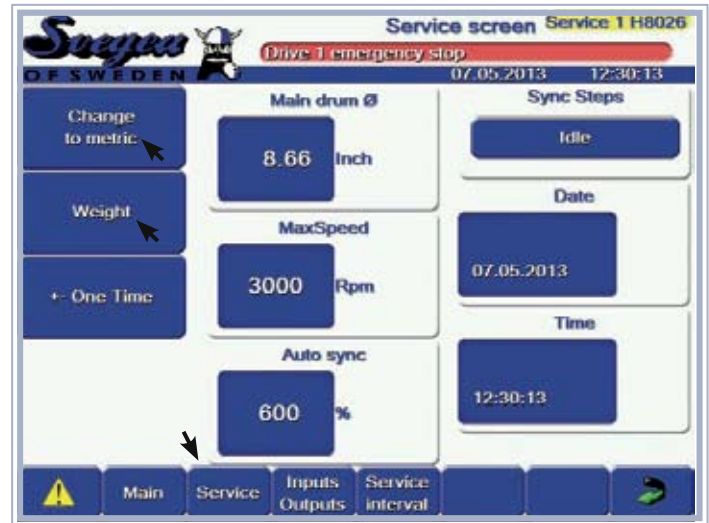 Svegea
OF SWEDEN
Service screen Service 1 H8026
Drive 1 emergency stop
07.05.2013 12:30:13
Change
to metric
Weight
+- One Time
Main drum Ø
8.66 Inch
MaxSpeed
3000 Rpm
Auto sync
600 %
Sync Steps
Idle
Date
07.05.2013
Time
12:30:13
Main
Service
Inputs
Outputs
Service
interval